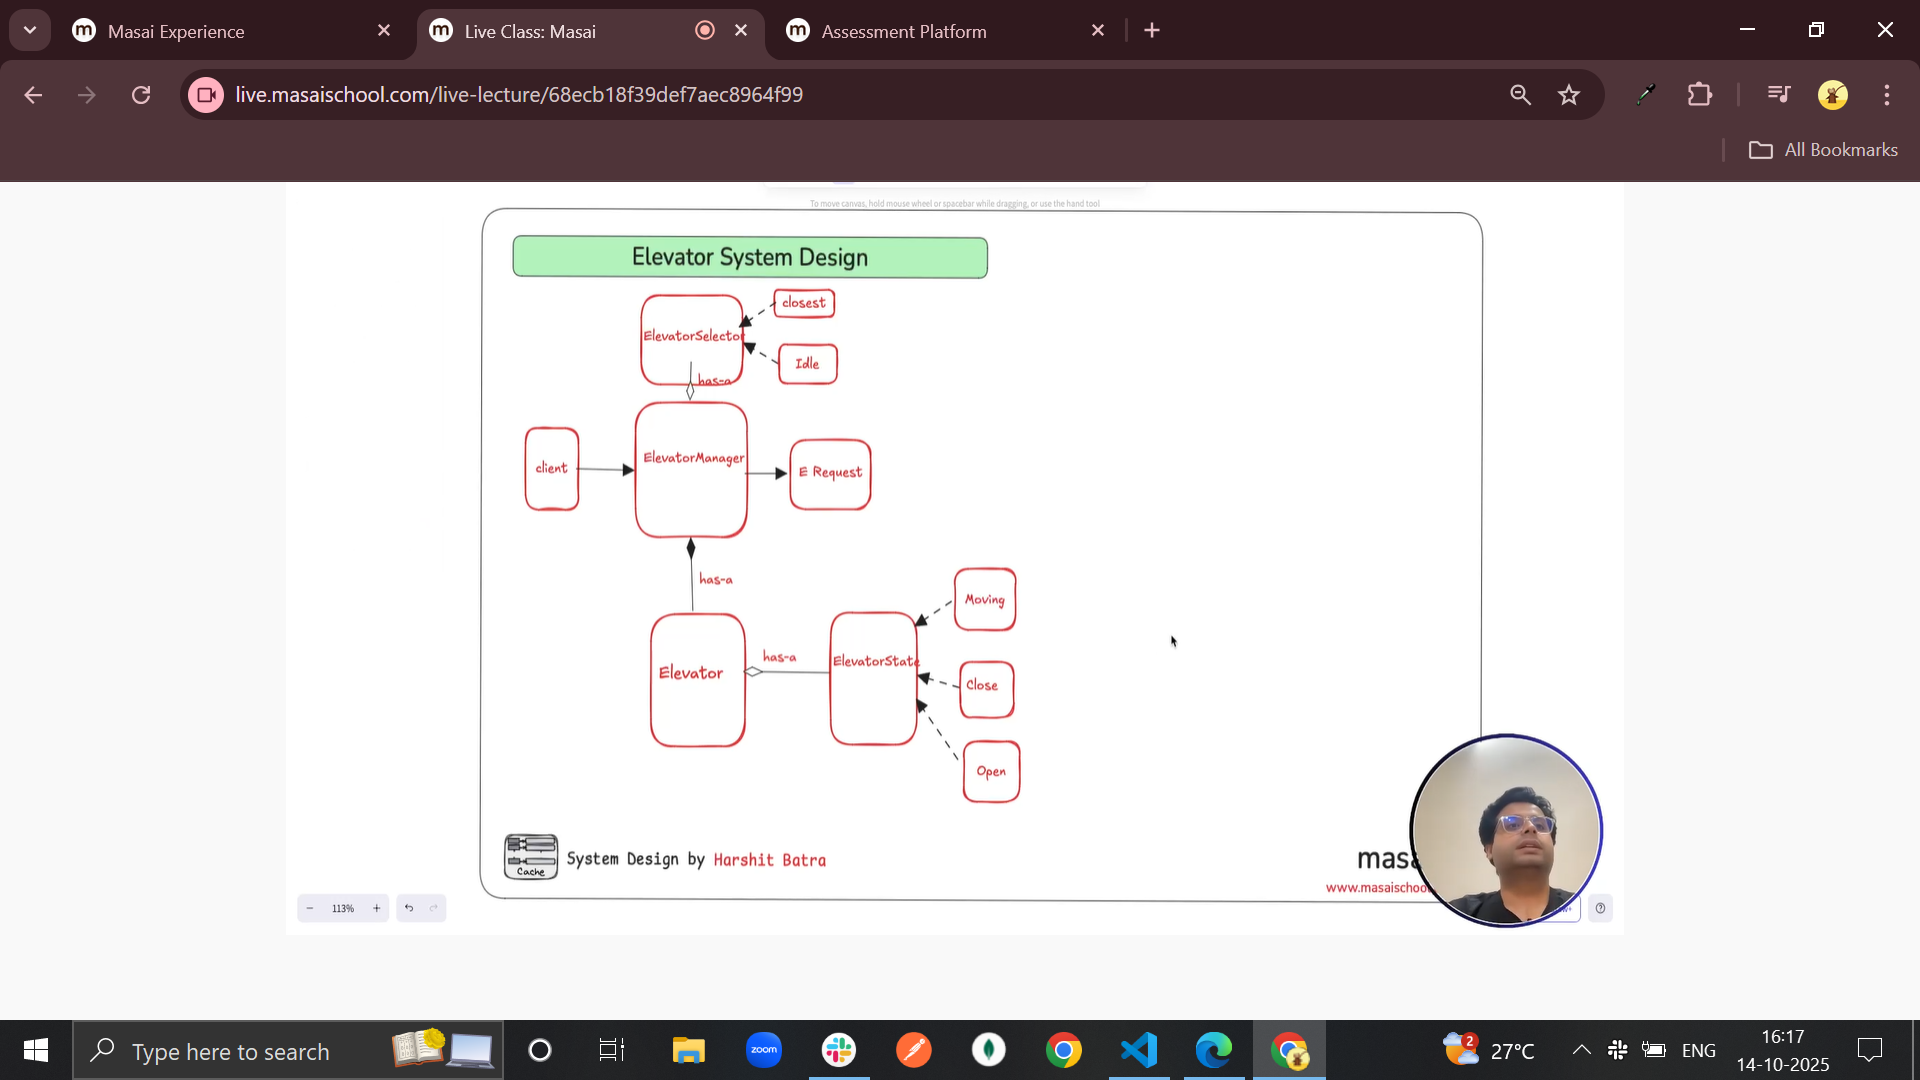 Masai Experience
Live Class: Masai
Assessment Platform
live.masaischool.com/live-lecture/68ecb18f39def7aec8964f99
All Bookmarks
To move canvas, hold mouse wheel or spacebar while dragging, or use the hand tool
Elevator System Design
closest
ElevatorSelector
Idle
has-a
client
ElevatorManager
E Request
has-a
Moving
Elevator
has-a
ElevatorState
Close
Open
Cache
System Design by Harshit Batra
masa
www.masaischool
113%
Type here to search
zoom
2
27°C
ENG
16:17
14-10-2025